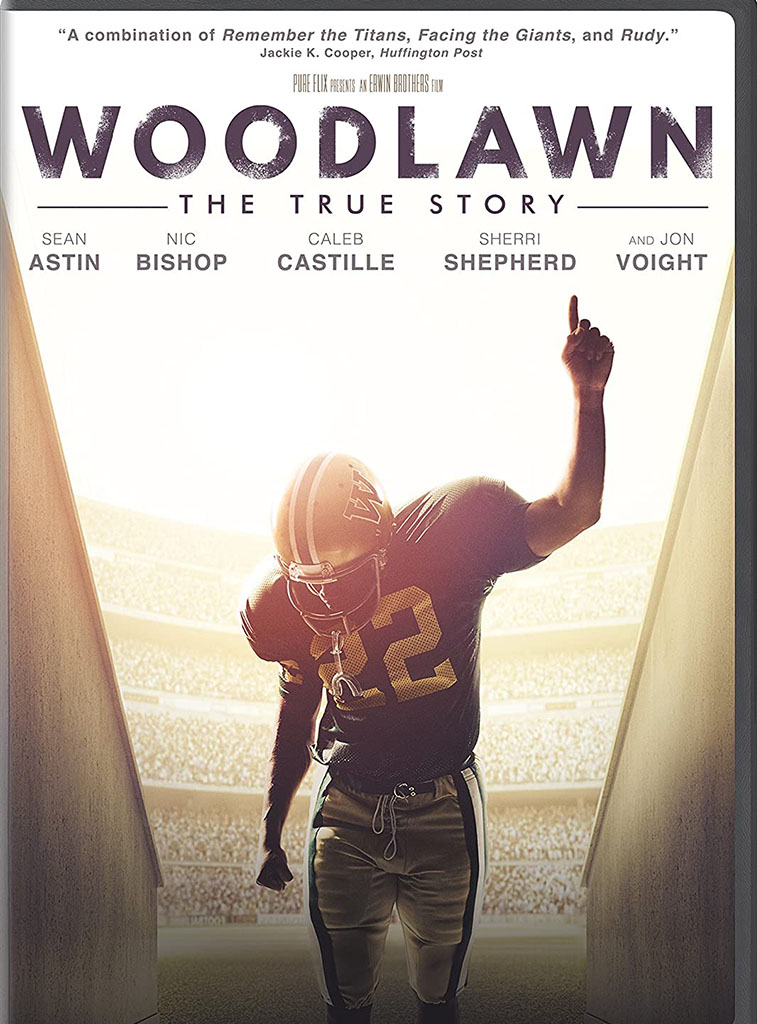 “A combination of Remember the Titans, Facing the Giants, and Rudy.”
Jackie K. Cooper, Huffington Post
PURE FLIX PRESENTS AN ERWIN BROTHERS FILM
WOODLAWN
THE TRUE STORY
SEAN ASTIN
NIC BISHOP
CALEB CASTILLE
SHERRI SHEPHERD
AND JON VOIGHT
W
22